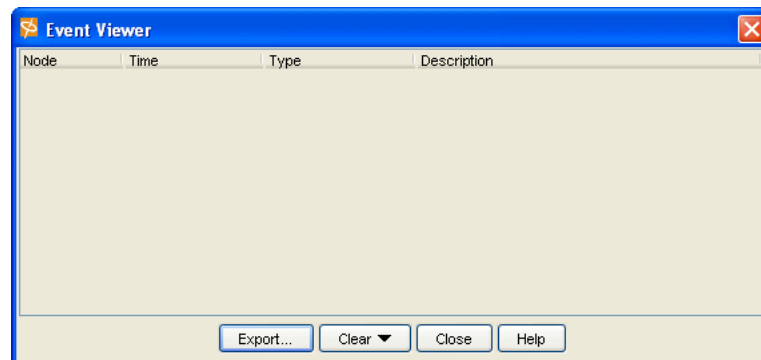 Event Viewer
Node Time Type Description
Export... Clear Close Help